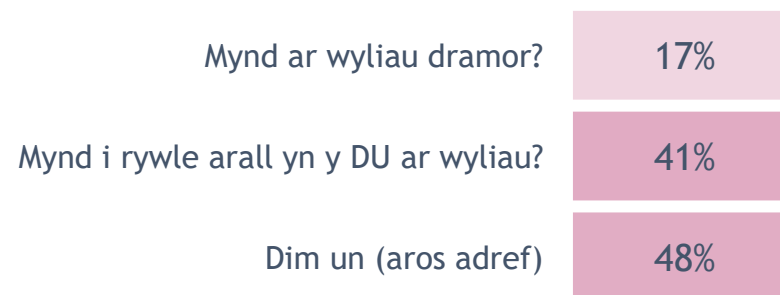 Mynd ar wyliau dramor? 17%
Mynd i rywle arall yn y DU ar wyliau? 41%
Dim un (aros adref) 48%